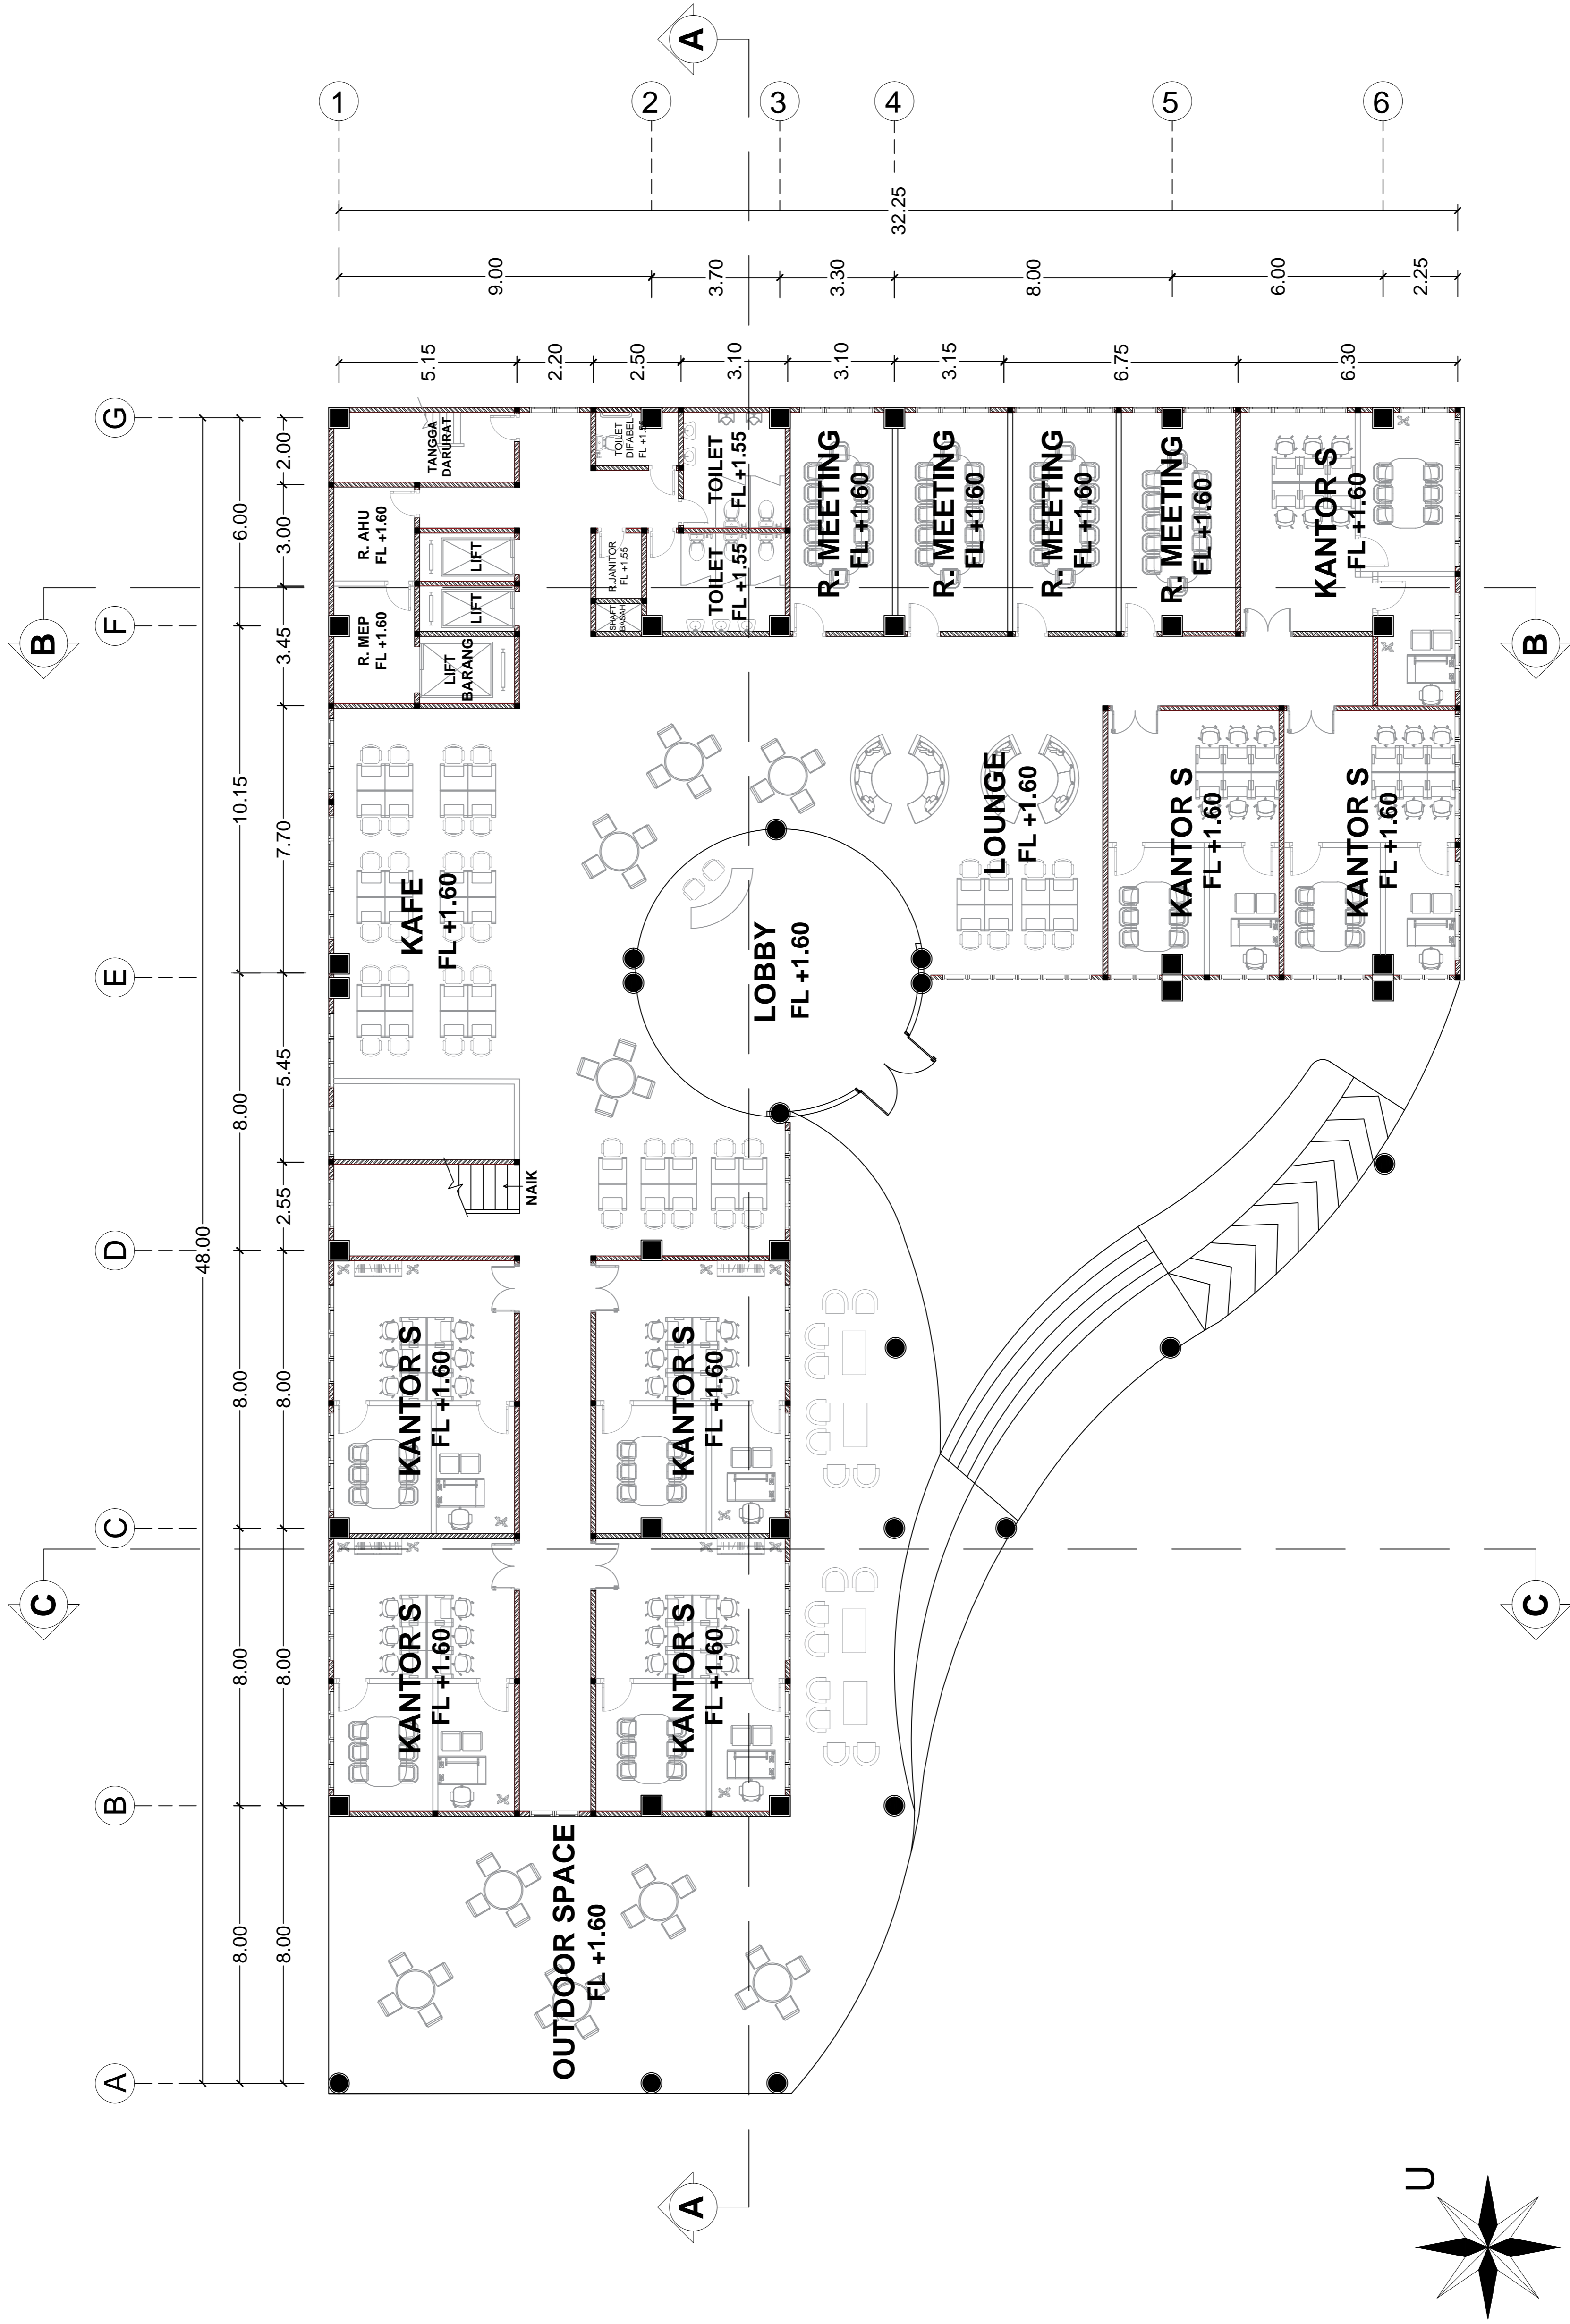 A
1
2
3
4
5
6
32.25
9.00
3.70
3.30
8.00
6.00
2.25
5.15
2.20
2.50
3.10
3.10
3.15
6.75
6.30
G
F
E
D
C
B
A
48.00
6.00
10.15
8.00
8.00
8.00
8.00
2.00
3.00
3.45
7.70
5.45
2.55
8.00
8.00
8.00
B
B
C
C
TANGGA
DARURAT
R. AHU
FL +1.60
R. MEP
FL +1.60
LIFT
LIFT
LIFT
BARANG
TOILET
DIFABEL
R.JANITOR
FL +1.55
SHAFT
BASAH
TOILET
FL +1.55
TOILET
FL +1.55
R. MEETING
FL +1.60
R. MEETING
FL +1.60
R. MEETING
FL +1.60
R. MEETING
FL +1.60
KANTOR S
FL +1.60
KAFE
FL +1.60
LOBBY
FL +1.60
LOUNGE
FL +1.60
KANTOR S
FL +1.60
KANTOR S
FL +1.60
NAIK
KANTOR S
FL +1.60
KANTOR S
FL +1.60
KANTOR S
FL +1.60
KANTOR S
FL +1.60
OUTDOOR SPACE
FL +1.60
A
U